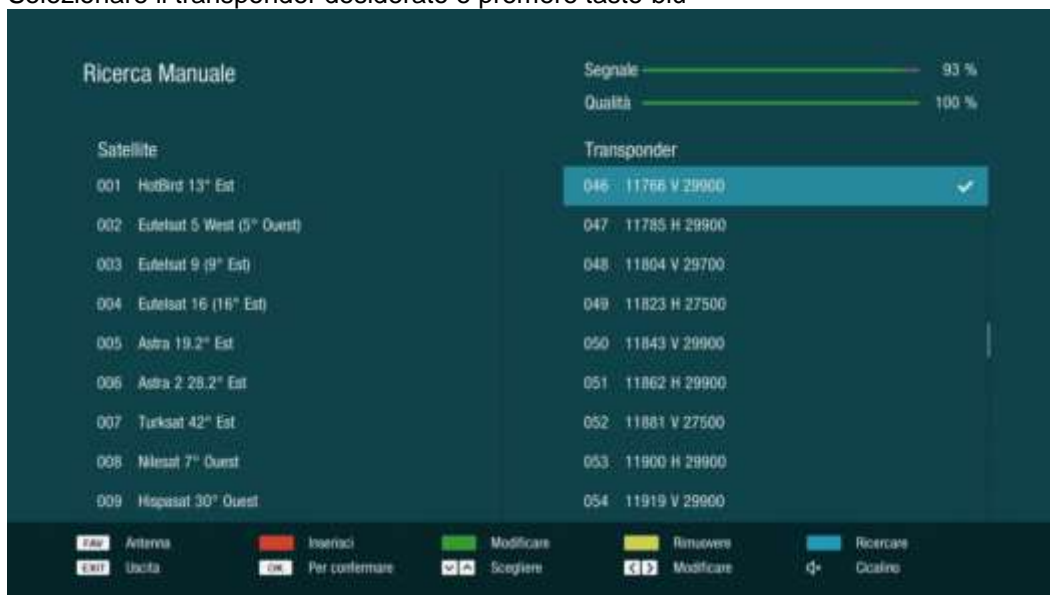 Selezionare il transponder desiderato e premere tasto blu
Ricerca Manuale
Segnale 93 %
Qualità 100 %
Satellite
001 HotBird 13° Est
002 Eutelsat 5 West (5° Ouest)
003 Eutelsat 9 (9° Est)
004 Eutelsat 16 (16° Est)
005 Astra 19.2° Est
006 Astra 2 28.2° Est
007 Turksat 42° Est
008 Nilesat 7° Ouest
009 Hispasat 30° Ouest
Transponder
046 11766 V 29900
047 11785 H 29900
048 11804 V 29700
049 11823 H 27500
050 11843 V 29900
051 11862 H 29900
052 11881 V 27500
053 11900 H 29900
054 11919 V 29900
FAV Antenna Inserisci Modificare Rimuovere Ricercare
EXIT Uscita OK Per confermare Scegliere Modificare Cicalino